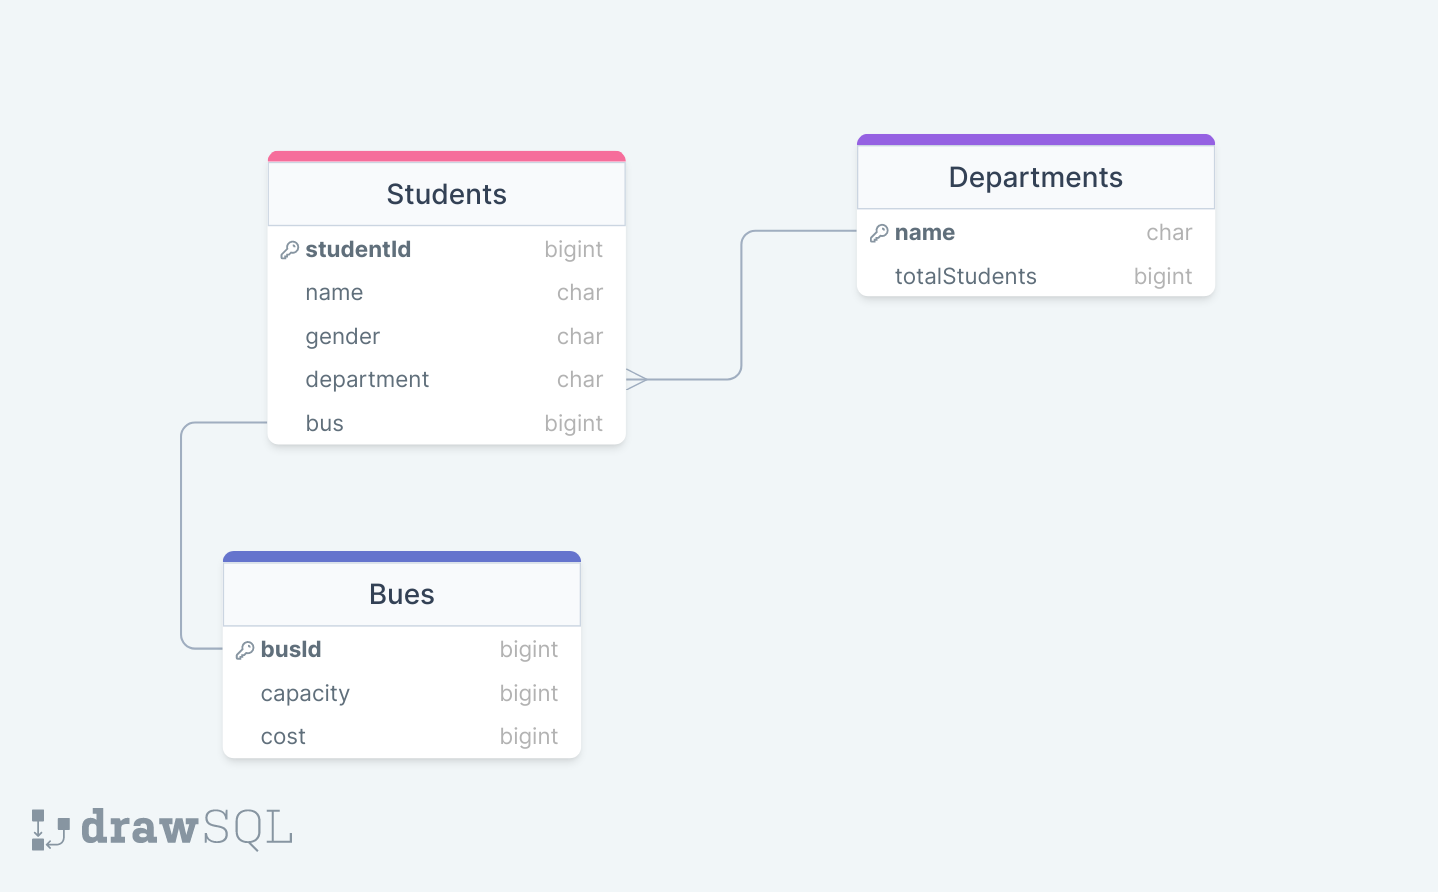 Students
studentId bigint
name char
gender char
department char
bus bigint
Departments
name char
totalStudents bigint
Bues
busId bigint
capacity bigint
cost bigint
drawSQL